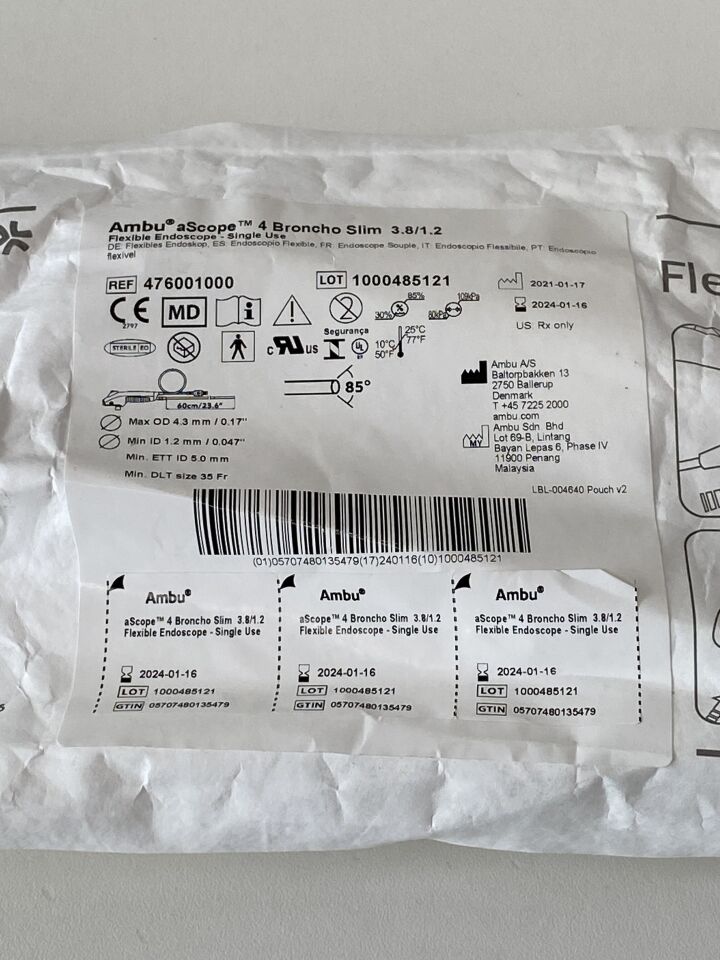 Ambu® aScope™ 4 Broncho Slim 3.8/1.2
Flexible Endoscope - Single Use
DE: Flexibles Endoskop, ES: Endoscopio Flexible, FR: Endoscope Souple, IT: Endoscopio Flessibile, PT: Endoscopio
flexivel
REF 476001000
LOT 1000485121
2021-01-17
2024-01-16
US: Rx only
CE
2797
MD
i
30%
85%
80kPa
109kPa
STERILE EO
c UL US
Segurança
UL
10°C
50°F
25°C
77°F
60cm/23.6"
85°
Max OD 4.3 mm / 0.17"
Min ID 1.2 mm / 0.047"
Min. ETT ID 5.0 mm
Min. DLT size 35 Fr
Ambu A/S
Baltorpbakken 13
2750 Ballerup
Denmark
T +45 7225 2000
ambu.com
MY
Ambu Sdn. Bhd
Lot 69-B, Lintang
Bayan Lepas 6, Phase IV
11900 Penang
Malaysia
LBL-004640 Pouch v2
(01)05707480135479(17)240116(10)1000485121
Ambu®
aScope™ 4 Broncho Slim 3.8/1.2
Flexible Endoscope - Single Use
2024-01-16
LOT 1000485121
GTIN 05707480135479
Ambu®
aScope™ 4 Broncho Slim 3.8/1.2
Flexible Endoscope - Single Use
2024-01-16
LOT 1000485121
GTIN 05707480135479
Ambu®
aScope™ 4 Broncho Slim 3.8/1.2
Flexible Endoscope - Single Use
2024-01-16
LOT 1000485121
GTIN 05707480135479
Fle